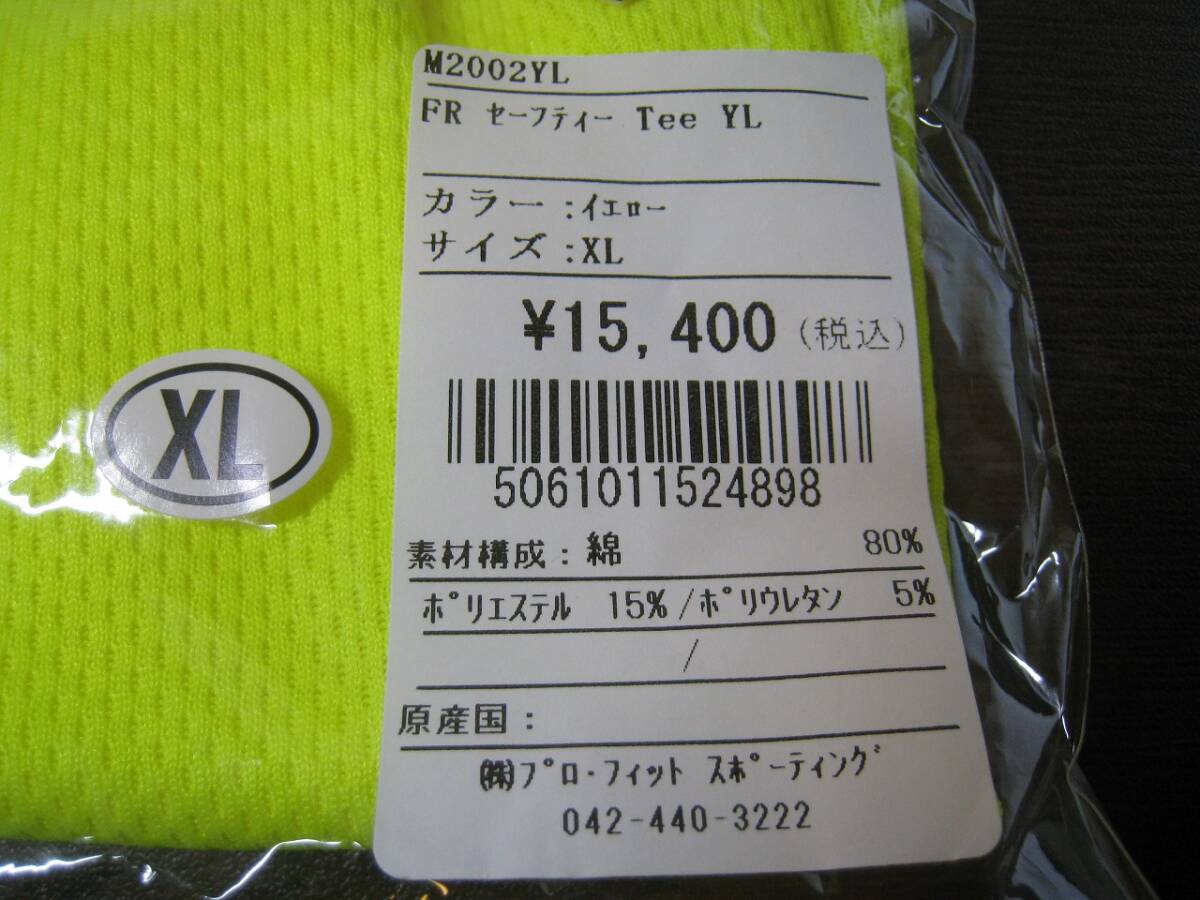 M2002YL
FR ｾｰﾌﾃｨｰ Tee YL
カラー :ｲｴﾛｰ
サイズ :XL
¥15,400 (税込)
XL
5061011524898
素材構成: 綿 80%
ﾎﾟﾘｴｽﾃﾙ 15% /ﾎﾟﾘｳﾚﾀﾝ 5%
/
原産国:
㈱ﾌﾟﾛ･ﾌｨｯﾄ ｽﾎﾟｰﾃｨﾝｸﾞ
042-440-3222